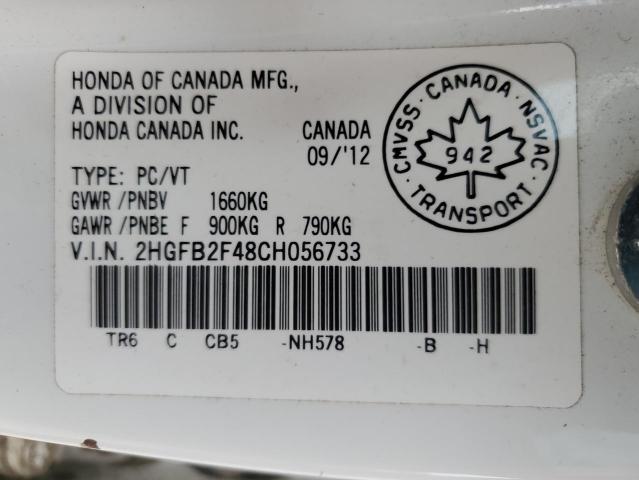 HONDA OF CANADA MFG.,
A DIVISION OF
HONDA CANADA INC.
CANADA
09/'12
TYPE: PC/VT
GVWR /PNBV 1660KG
GAWR /PNBE F 900KG R 790KG
V.I.N. 2HGFB2F48CH056733
TR6 C CB5 -NH578 -B -H
CMVSS · CANADA · NSVAC
942
· TRANSPORT ·